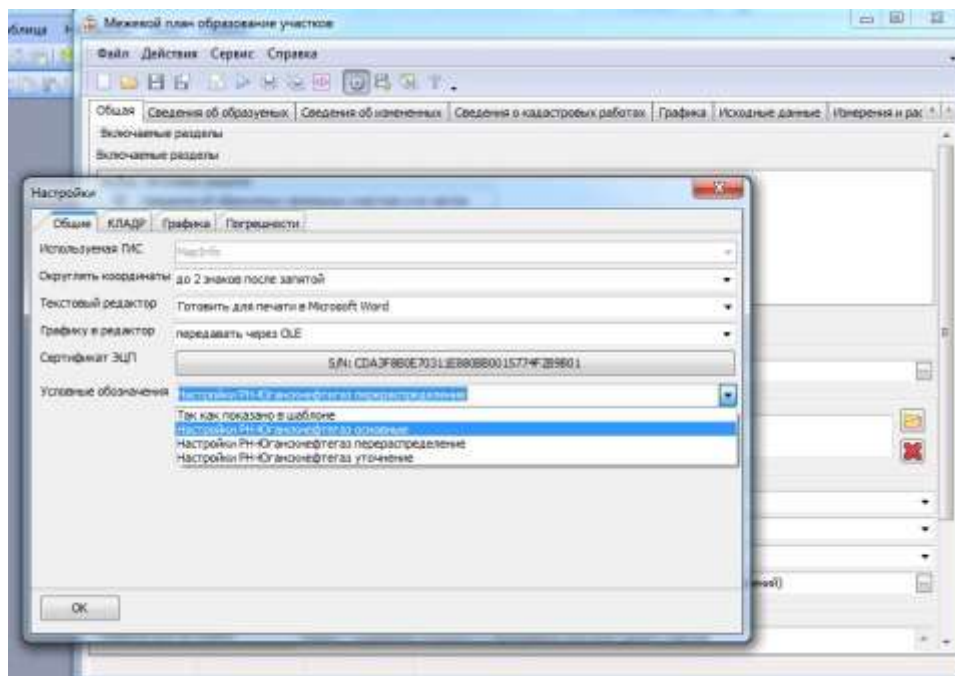 аблица
Межевой план образование участков
Файл Действия Сервис Справка
Общая Сведения об образуемых Сведения об измененных Сведения о кадастровых работах Графика Исходные данные Измерения и рас
Включаемые разделы
Включаемые разделы
Настройки
Общие КЛАДР Графика Погрешности
Используемая ГИС MapInfo
Округлять координаты до 2 знаков после запятой
Текстовый редактор Готовить для печати в Microsoft Word
Графику в редактор передавать через OLE
Сертификат ЭЦП
Условные обозначения Настройки РН-Юганскнефтегаз перераспределение
Так как показано в шаблоне
Настройки РН-Юганскнефтегаз основные
Настройки РН-Юганскнефтегаз перераспределение
Настройки РН-Юганскнефтегаз уточнение
ений)
OK